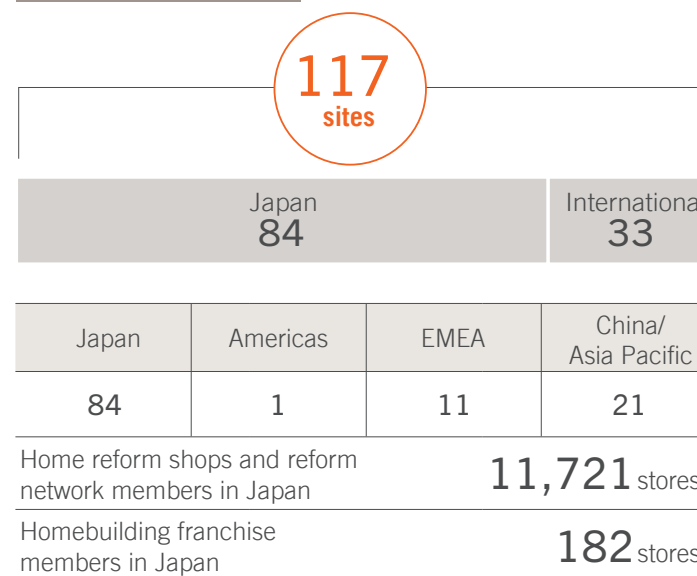 117
sites
Japan
84
Internationa
33
Japan Americas EMEA China/
Asia Pacific
84 1 11 21
Home reform shops and reform
network members in Japan
11,721 stores
Homebuilding franchise
members in Japan
182 stores